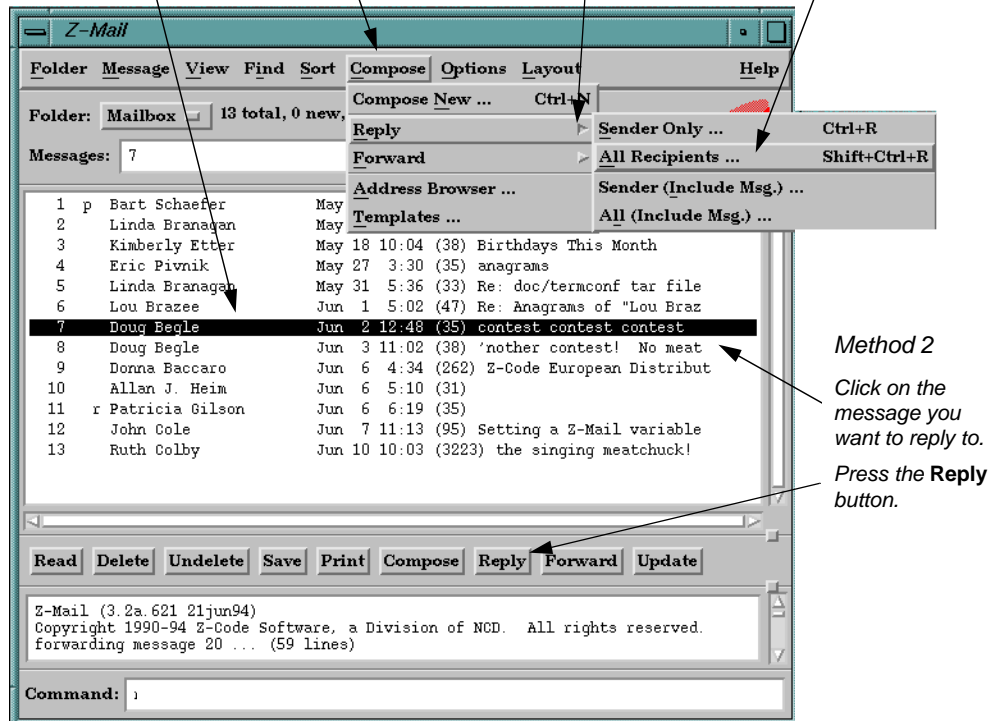 Z-Mail
Folder Message View Find Sort Compose Options Layout Help
Compose New ... Ctrl+N
Folder: Mailbox 13 total, 0 new,
Reply Sender Only ... Ctrl+R
Messages: 7 Forward All Recipients ... Shift+Ctrl+R
Address Browser ... Sender (Include Msg.) ...
Templates ... All (Include Msg.) ...
1 p Bart Schaefer May
2 Linda Branagan May
3 Kimberly Etter May 18 10:04 (38) Birthdays This Month
4 Eric Pivnik May 27 3:30 (35) anagrams
5 Linda Branagan May 31 5:36 (33) Re: doc/termconf tar file
6 Lou Brazee Jun 1 5:02 (47) Re: Anagrams of "Lou Braz
7 Doug Begle Jun 2 12:48 (35) contest contest contest
8 Doug Begle Jun 3 11:02 (38) 'nother contest! No meat
9 Donna Baccaro Jun 6 4:34 (262) Z-Code European Distribut
10 Allan J. Heim Jun 6 5:10 (31)
11 r Patricia Gilson Jun 6 6:19 (35)
12 John Cole Jun 7 11:13 (95) Setting a Z-Mail variable
13 Ruth Colby Jun 10 10:03 (3223) the singing meatchuck!
Method 2
Click on the
message you
want to reply to.
Press the Reply
button.
Read Delete Undelete Save Print Compose Reply Forward Update
Z-Mail (3.2a.621 21jun94)
Copyright 1990-94 Z-Code Software, a Division of NCD. All rights reserved.
forwarding message 20 ... (59 lines)
Command: